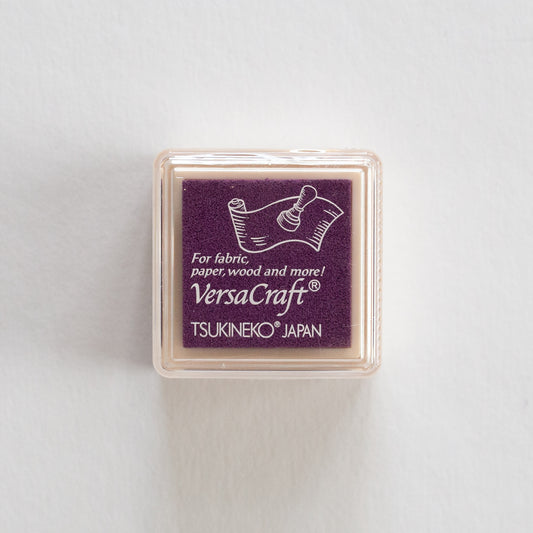 For fabric,
paper, wood and more!
VersaCraft®
TSUKINEKO® JAPAN